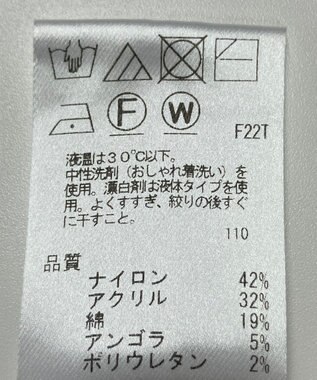 F W
F22T
液温は30℃以下。
中性洗剤（おしゃれ着洗い）を
使用。漂白剤は液体タイプを使
用。よくすすぎ、絞りの後すぐ
に干すこと。
110
品質
ナイロン 42%
アクリル 32%
綿 19%
アンゴラ 5%
ポリウレタン 2%